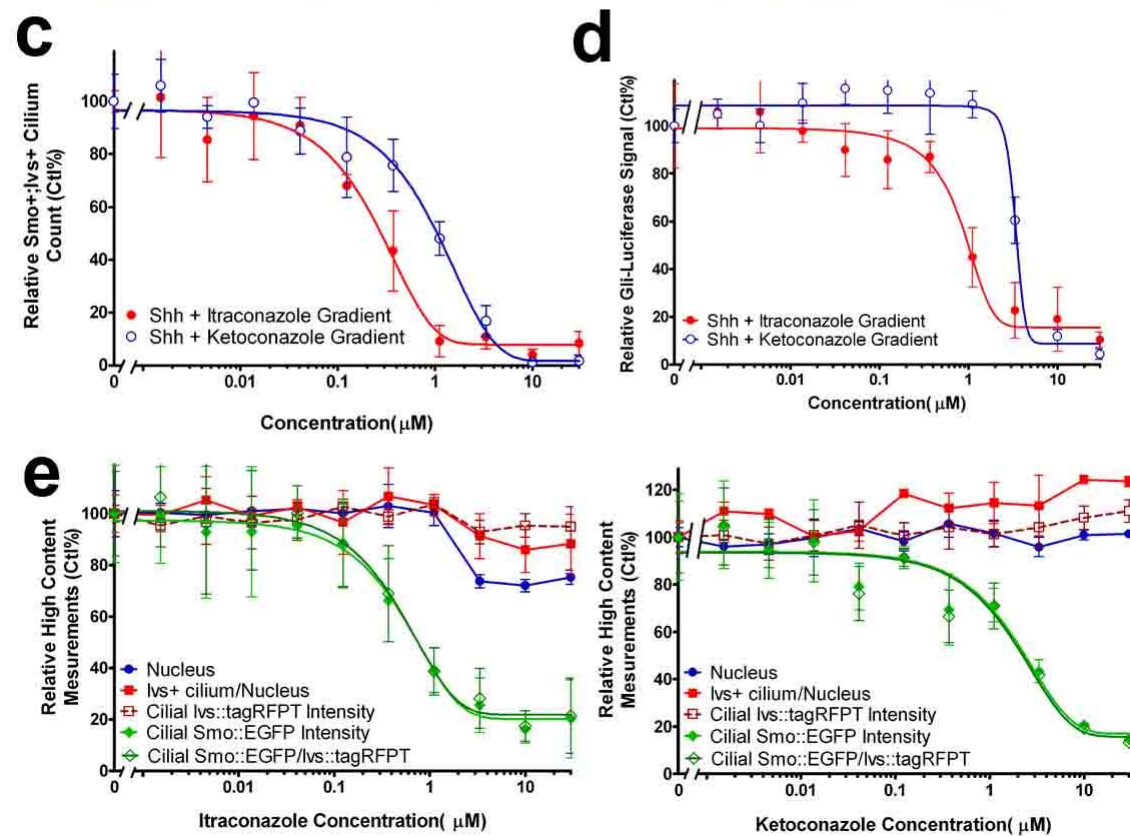 c
Relative Smo+;Ivs+ Cilium
Count (Ctl%)
100
80
60
40
20
0
Shh + Itraconazole Gradient
Shh + Ketoconazole Gradient
0
0.01
0.1
1
10
Concentration( μM)
d
Relative Gli-Luciferase Signal (Ctl%)
100
80
60
40
20
0
Shh + Itraconazole Gradient
Shh + Ketoconazole Gradient
0
0.01
0.1
1
10
Concentration( μM)
e
Relative High Content
Mesurements (Ctl%)
100
80
60
40
20
0
Nucleus
Ivs+ cilium/Nucleus
Cilial Ivs::tagRFPT Intensity
Cilial Smo::EGFP Intensity
Cilial Smo::EGFP/Ivs::tagRFPT
0
0.01
0.1
1
10
Itraconazole Concentration( μM)
Relative High Content
Mesurements (Ctl%)
120
100
80
60
40
20
0
Nucleus
Ivs+ cilium/Nucleus
Cilial Ivs::tagRFPT Intensity
Cilial Smo::EGFP Intensity
Cilial Smo::EGFP/Ivs::tagRFPT
0
0.01
0.1
1
10
Ketoconazole Concentration( μM)